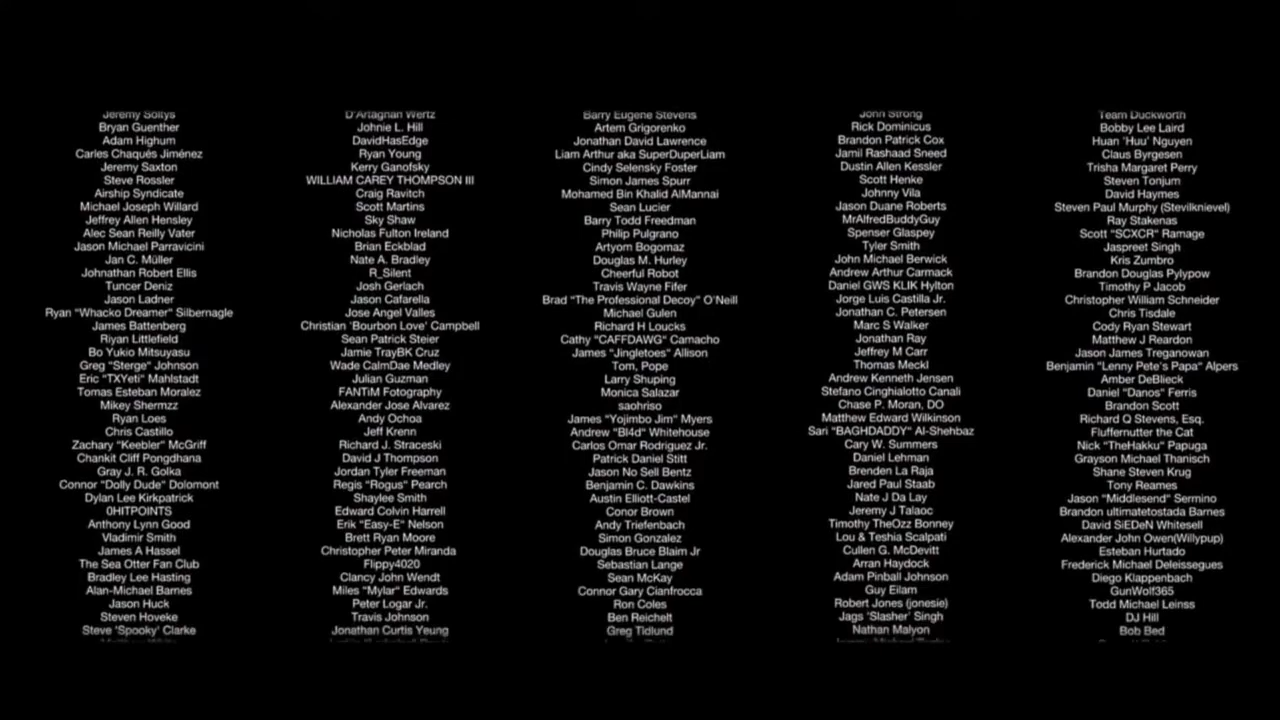 Jeremy Soltys
Bryan Guenther
Adam Highum
Carles Chaqués Jiménez
Jeremy Saxton
Steve Rossler
Airship Syndicate
Michael Joseph Willard
Jeffrey Allen Hensley
Alec Sean Reilly Vater
Jason Michael Parravicini
Jan C. Müller
Johnathan Robert Ellis
Tuncer Deniz
Jason Ladner
Ryan "Whacko Dreamer" Silbernagle
James Battenberg
Riyan Littlefield
Bo Yukio Mitsuyasu
Greg "Sterge" Johnson
Eric "TXYeti" Mahlstadt
Tomas Esteban Moralez
Mikey Shermzz
Ryan Loes
Chris Castillo
Zachary "Keebler" McGriff
Chankit Cliff Pongdhana
Gray J. R. Golka
Connor "Dolly Dude" Dolomont
Dylan Lee Kirkpatrick
0HITPOINTS
Anthony Lynn Good
Vladimir Smith
James A Hassel
The Sea Otter Fan Club
Bradley Lee Hasting
Alan-Michael Barnes
Jason Huck
Steven Hoveke
Steve 'Spooky' Clarke
D'Artagnan Wertz
Johnie L. Hill
DavidHasEdge
Ryan Young
Kerry Ganofsky
WILLIAM CAREY THOMPSON III
Craig Ravitch
Scott Martins
Sky Shaw
Nicholas Fulton Ireland
Brian Eckblad
Nate A. Bradley
R_Silent
Josh Gerlach
Jason Cafarella
Jose Angel Valles
Christian 'Bourbon Love' Campbell
Sean Patrick Steier
Jamie TrayBK Cruz
Wade CalmDae Medley
Julian Guzman
FANTiM Fotography
Alexander Jose Alvarez
Andy Ochoa
Jeff Krenn
Richard J. Straceski
David J Thompson
Jordan Tyler Freeman
Regis "Rogus" Pearch
Shaylee Smith
Edward Colvin Harrell
Erik "Easy-E" Nelson
Brett Ryan Moore
Christopher Peter Miranda
Flippy4020
Clancy John Wendt
Miles "Mylar" Edwards
Peter Logar Jr.
Travis Johnson
Jonathan Curtis Yeung
Barry Eugene Stevens
Artem Grigorenko
Jonathan David Lawrence
Liam Arthur aka SuperDuperLiam
Cindy Selensky Foster
Simon James Spurr
Mohamed Bin Khalid AlMannai
Sean Lucier
Barry Todd Freedman
Philip Pulgrano
Artyom Bogomaz
Douglas M. Hurley
Cheerful Robot
Travis Wayne Fifer
Brad "The Professional Decoy" O'Neill
Michael Gulen
Richard H Loucks
Cathy "CAFFDAWG" Camacho
James "Jingletoes" Allison
Tom, Pope
Larry Shuping
Monica Salazar
saohriso
James "Yojimbo Jim" Myers
Andrew "Bl4d" Whitehouse
Carlos Omar Rodriguez Jr.
Patrick Daniel Stitt
Jason No Sell Bentz
Benjamin C. Dawkins
Austin Elliott-Castel
Conor Brown
Andy Triefenbach
Simon Gonzalez
Douglas Bruce Blaim Jr
Sebastian Lange
Sean McKay
Connor Gary Cianfrocca
Ron Coles
Ben Reichelt
Greg Tidlund
John Strong
Rick Dominicus
Brandon Patrick Cox
Jamil Rashaad Sneed
Dustin Allen Kessler
Scott Henke
Johnny Vila
Jason Duane Roberts
MrAlfredBuddyGuy
Spenser Glaspey
Tyler Smith
John Michael Berwick
Andrew Arthur Carmack
Daniel GWS KLIK Hylton
Jorge Luis Castilla Jr.
Jonathan C. Petersen
Marc S Walker
Jonathan Ray
Jeffrey M Carr
Thomas Meckl
Andrew Kenneth Jensen
Stefano Cinghialotto Canali
Chase P. Moran, DO
Matthew Edward Wilkinson
Sari "BAGHDADDY" Al-Shehbaz
Cary W. Summers
Daniel Lehman
Brenden La Raja
Jared Paul Staab
Nate J Da Lay
Jeremy J Talaoc
Timothy TheOzz Bonney
Lou & Teshia Scalpati
Cullen G. McDevitt
Arran Haydock
Adam Pinball Johnson
Guy Eilam
Robert Jones (jonesie)
Jags 'Slasher' Singh
Nathan Malyon
Team Duckworth
Bobby Lee Laird
Huan 'Huu' Nguyen
Claus Byrgesen
Trisha Margaret Perry
Steven Tonjum
David Haymes
Steven Paul Murphy (Stevilknievel)
Ray Stakenas
Scott "SCXCR" Ramage
Jaspreet Singh
Kris Zumbro
Brandon Douglas Pylypow
Timothy P Jacob
Christopher William Schneider
Chris Tisdale
Cody Ryan Stewart
Matthew J Reardon
Jason James Treganowan
Benjamin "Lenny Pete's Papa" Alpers
Amber DeBlieck
Daniel "Danos" Ferris
Brandon Scott
Richard Q Stevens, Esq.
Fluffernutter the Cat
Nick "TheHakku" Papuga
Grayson Michael Thanisch
Shane Steven Krug
Tony Reames
Jason "Middlesend" Sermino
Brandon ultimatetostada Barnes
David SiEDeN Whitesell
Alexander John Owen(Willypup)
Esteban Hurtado
Frederick Michael Deleissegues
Diego Klappenbach
GunWolf365
Todd Michael Leinss
DJ Hill
Bob Bed